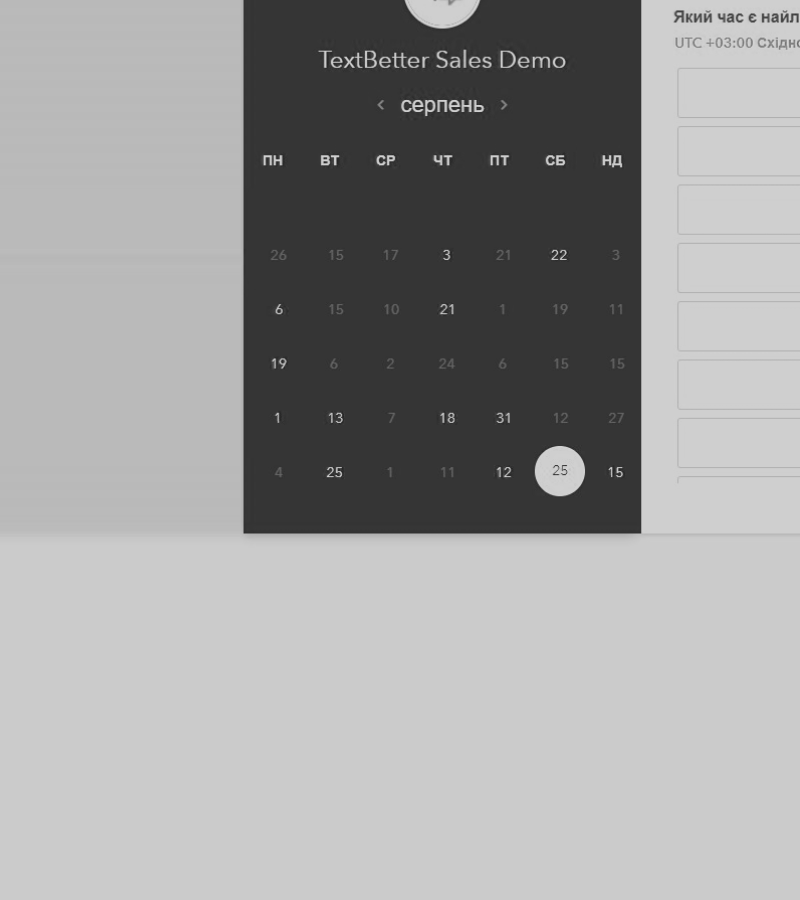 TextBetter Sales Demo
< серпень >
ПН ВТ СР ЧТ ПТ СБ НД
26 15 17 3 21 22 3
6 15 10 21 1 19 11
19 6 2 24 6 15 15
1 13 7 18 31 12 27
4 25 1 11 12 25 15
Який час є найл
UTC +03:00 Східно